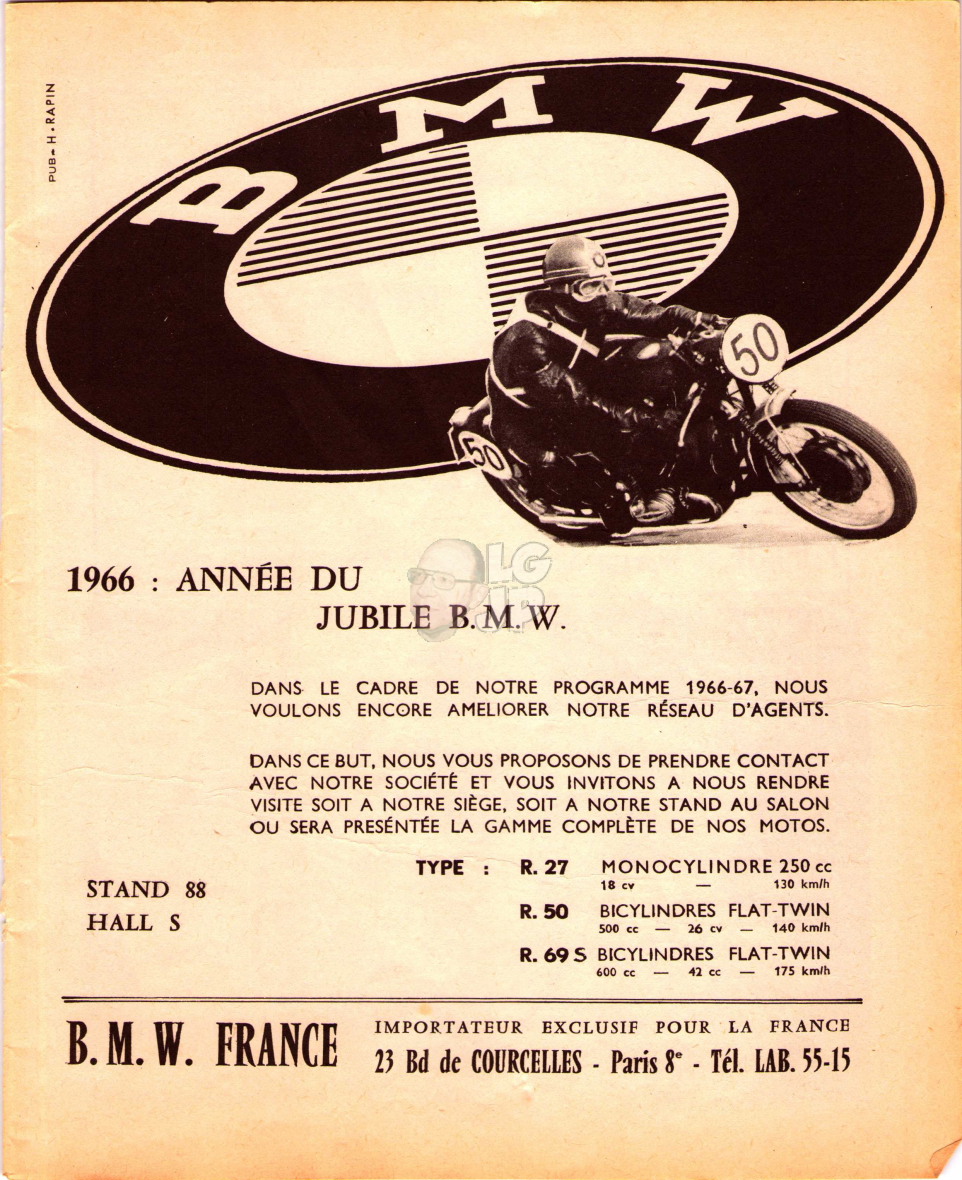 PUB - H. RAPIN
BMW
50
50
LG
JP
1966 : ANNÉE DU
JUBILE B.M.W.
DANS LE CADRE DE NOTRE PROGRAMME 1966-67, NOUS
VOULONS ENCORE AMELIORER NOTRE RÉSEAU D'AGENTS.
DANS CE BUT, NOUS VOUS PROPOSONS DE PRENDRE CONTACT
AVEC NOTRE SOCIÉTÉ ET VOUS INVITONS A NOUS RENDRE
VISITE SOIT A NOTRE SIÈGE, SOIT A NOTRE STAND AU SALON
OU SERA PRESÉNTÉE LA GAMME COMPLÈTE DE NOS MOTOS.
TYPE : R. 27 MONOCYLINDRE 250 cc
18 cv — 130 km/h
STAND 88
HALL S
R. 50 BICYLINDRES FLAT-TWIN
500 cc — 26 cv — 140 km/h
R. 69 S BICYLINDRES FLAT-TWIN
600 cc — 42 cc — 175 km/h
B. M. W. FRANCE
IMPORTATEUR EXCLUSIF POUR LA FRANCE
23 Bd de COURCELLES - Paris 8e - Tél. LAB. 55-15